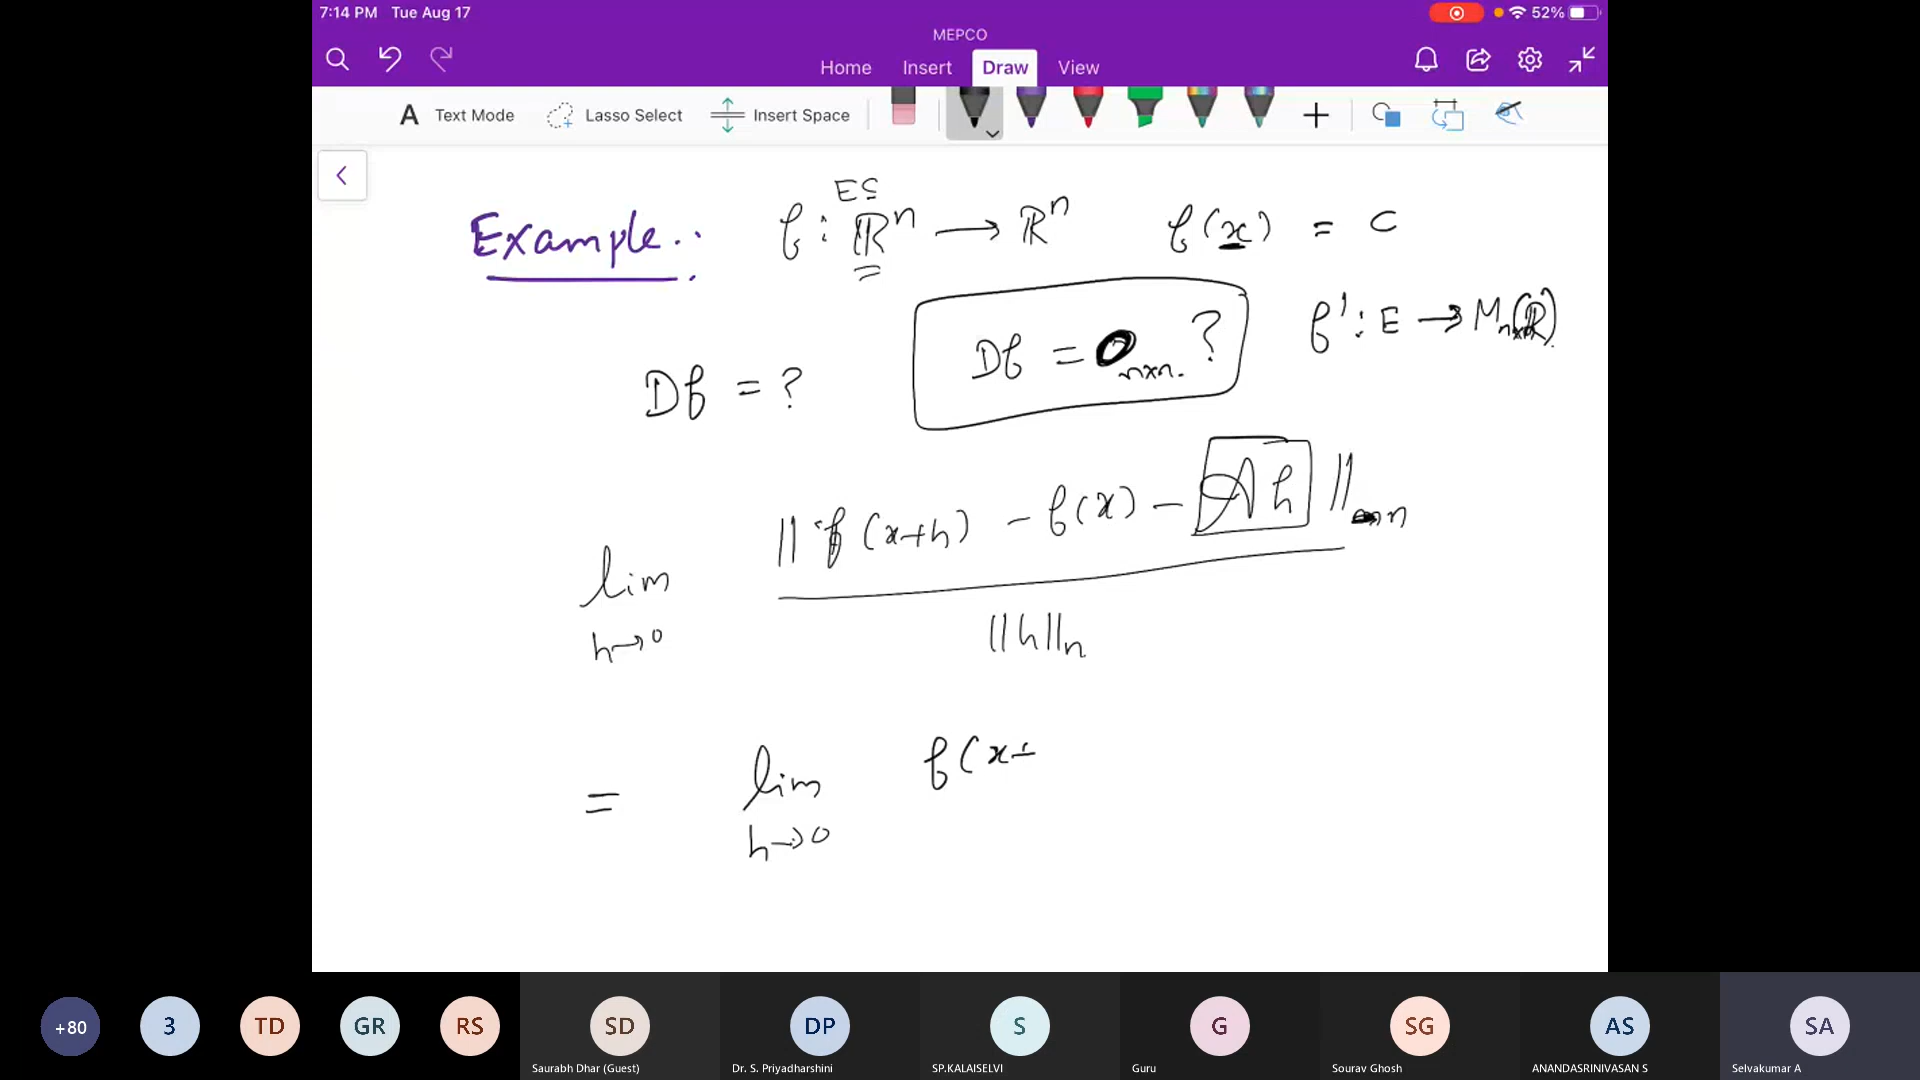 7:14 PM Tue Aug 17
52%
MEPCO
Home Insert Draw View
A Text Mode Lasso Select Insert Space
Example:
E⊆
f : ℝⁿ → ℝⁿ f(x) = C
Df = 0ₙₓₙ. ?
f' : E → Mₙₓₙ(ℝ).
Df = ?
|| f(x+h) - f(x) - Ah ||ₙ
lim
h→0
||h||ₙ
= lim f(x+
h→0
+80
3
TD
GR
RS
SD
DP
S
G
SG
AS
SA
Saurabh Dhar (Guest)
Dr. S. Priyadharshini
SP.KALAISELVI
Guru
Sourav Ghosh
ANANDASRINIVASAN S
Selvakumar A